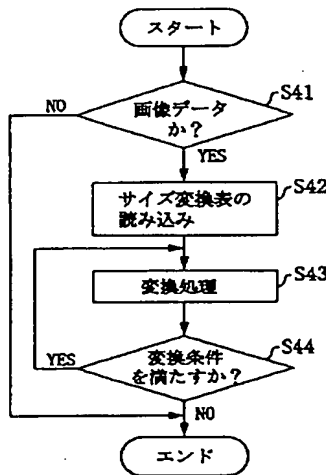 スタート
S41
NO
画像データ
か?
YES
S42
サイズ変換表の
読み込み
S43
変換処理
S44
YES
変換条件
を満たすか?
NO
エンド